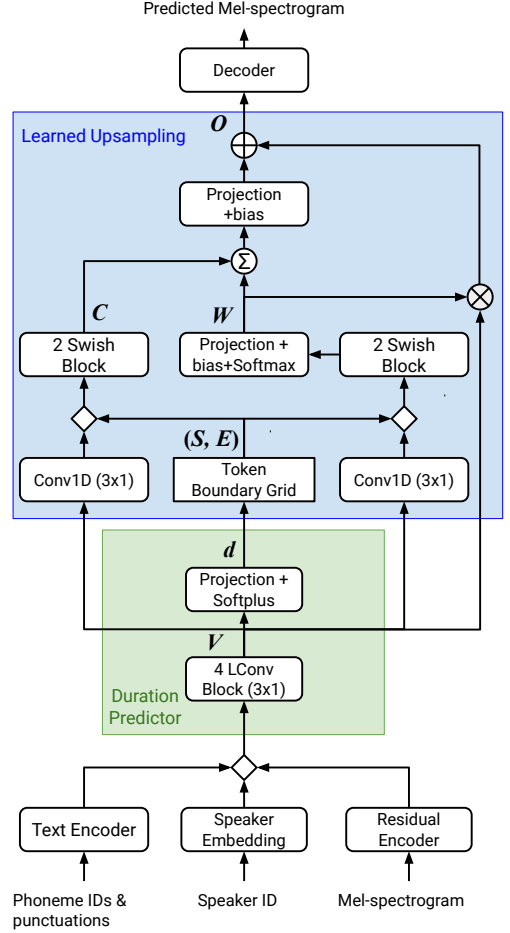 Predicted Mel-spectrogram
Decoder
Learned Upsampling
O
Projection
+bias
Σ
C
W
2 Swish
Block
Projection +
bias+Softmax
2 Swish
Block
(S, E)
Conv1D (3x1)
Token
Boundary Grid
Conv1D (3x1)
d
Projection +
Softplus
V
4 LConv
Block (3x1)
Duration
Predictor
Text Encoder
Speaker
Embedding
Residual
Encoder
Phoneme IDs &
punctuations
Speaker ID
Mel-spectrogram